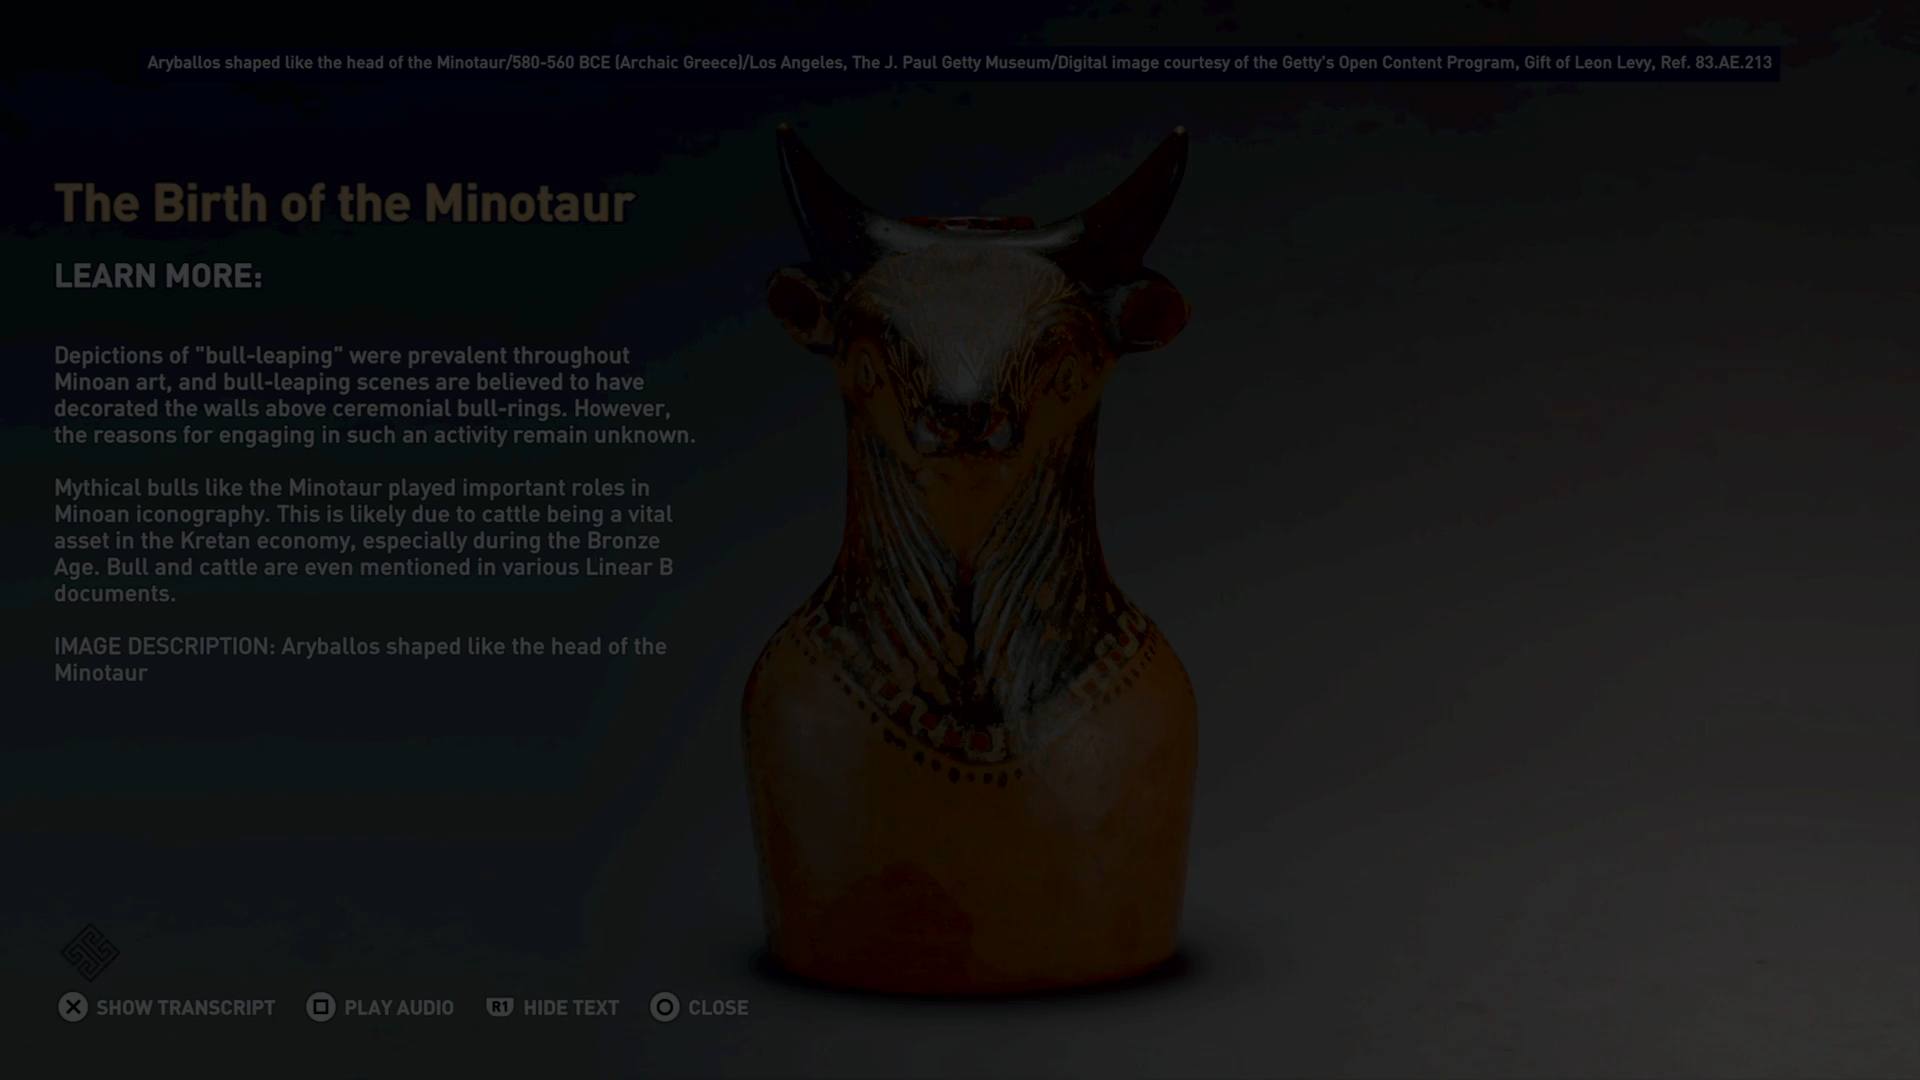 Aryballos shaped like the head of the Minotaur/580-560 BCE (Archaic Greece)/Los Angeles, The J. Paul Getty Museum/Digital image courtesy of the Getty's Open Content Program, Gift of Leon Levy, Ref. 83.AE.213
The Birth of the Minotaur
LEARN MORE:
Depictions of "bull-leaping" were prevalent throughout
Minoan art, and bull-leaping scenes are believed to have
decorated the walls above ceremonial bull-rings. However,
the reasons for engaging in such an activity remain unknown.
Mythical bulls like the Minotaur played important roles in
Minoan iconography. This is likely due to cattle being a vital
asset in the Kretan economy, especially during the Bronze
Age. Bull and cattle are even mentioned in various Linear B
documents.
IMAGE DESCRIPTION: Aryballos shaped like the head of the
Minotaur
SHOW TRANSCRIPT PLAY AUDIO R1 HIDE TEXT CLOSE